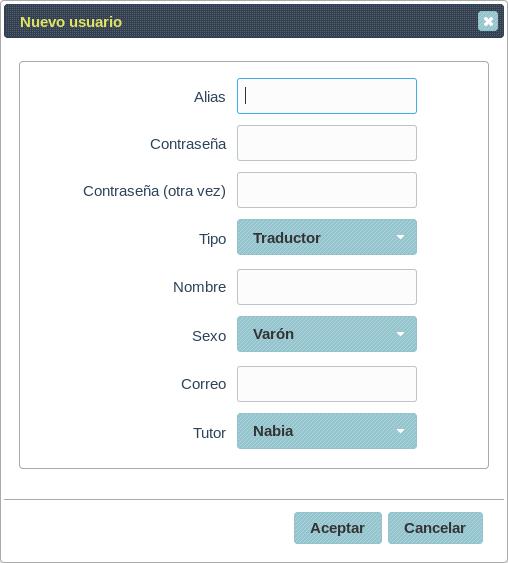 Nuevo usuario
Alias
Contraseña
Contraseña (otra vez)
Tipo Traductor
Nombre
Sexo Varón
Correo
Tutor Nabia
Aceptar Cancelar